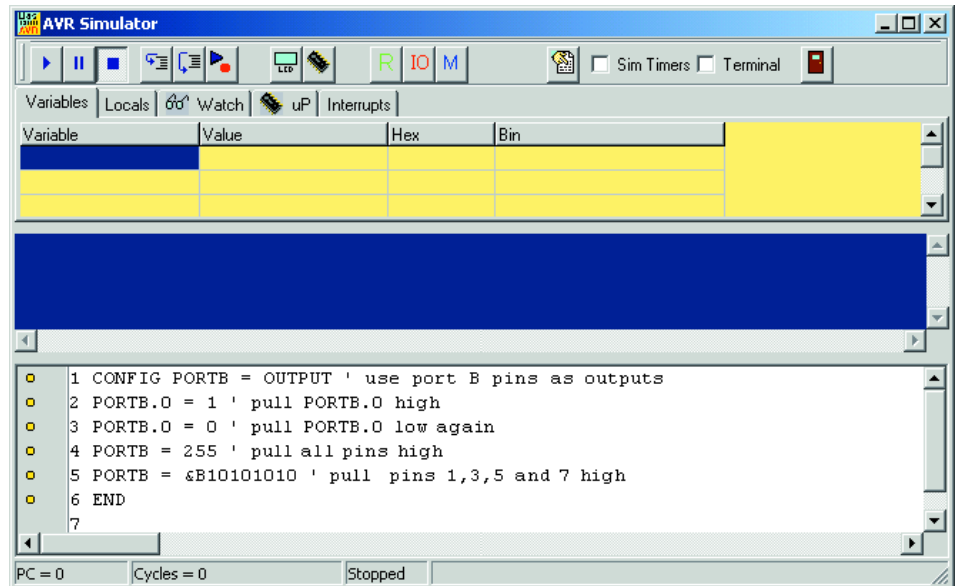 AVR Simulator
LCD R IO M Sim Timers Terminal
Variables Locals Watch uP Interrupts
Variable Value Hex Bin
1 CONFIG PORTB = OUTPUT ' use port B pins as outputs
2 PORTB.0 = 1 ' pull PORTB.0 high
3 PORTB.0 = 0 ' pull PORTB.0 low again
4 PORTB = 255 ' pull all pins high
5 PORTB = &B10101010 ' pull  pins 1,3,5 and 7 high
6 END
7
PC = 0 Cycles = 0 Stopped